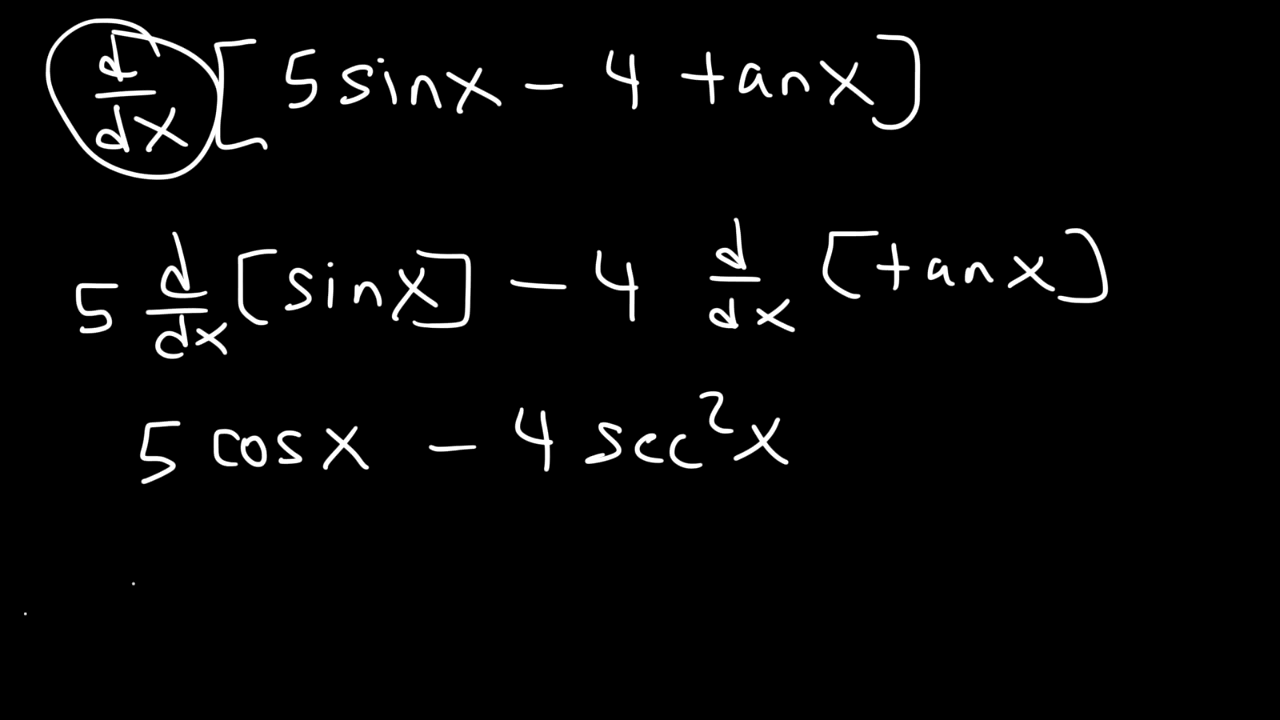 d/dx [5 sinx - 4 tanx]
5 d/dx [sinx] - 4 d/dx [tanx]
5 cosx - 4 sec²x